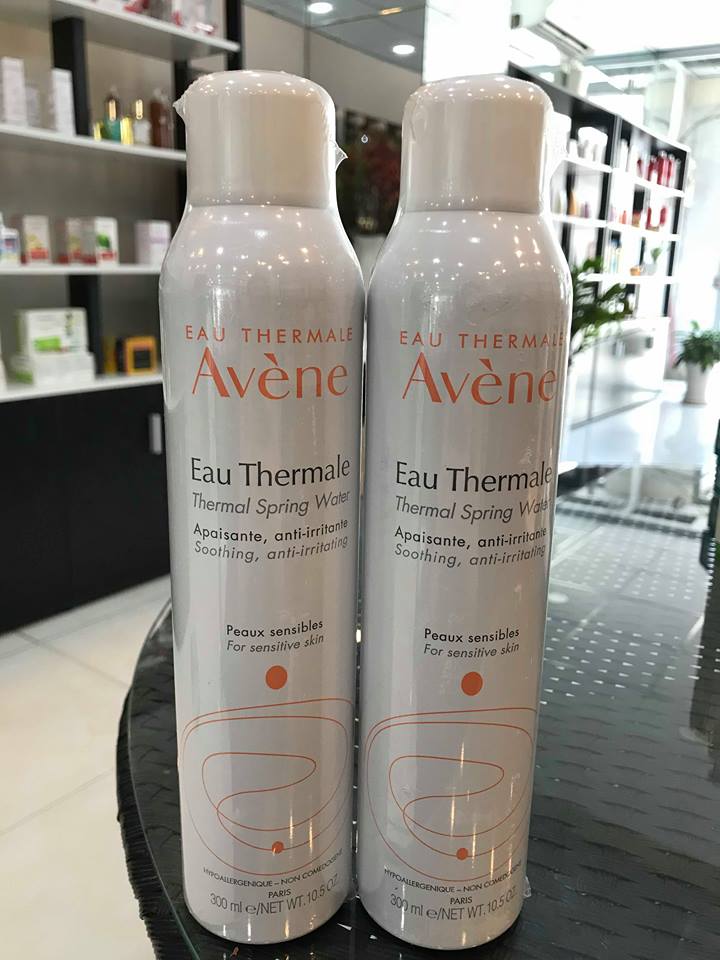 EAU THERMALE
Avène
Eau Thermale
Thermal Spring Water
Apaisante, anti-irritante
Soothing, anti-irritating
Peaux sensibles
For sensitive skin
HYPOALLERGENIQUE – NON COMEDOGENE
PARIS
300 ml e/NET WT. 10.5 OZ.
EAU THERMALE
Avène
Eau Thermale
Thermal Spring Water
Apaisante, anti-irritante
Soothing, anti-irritating
Peaux sensibles
For sensitive skin
HYPOALLERGENIQUE – NON COMEDOGENE
PARIS
300 ml e/NET WT. 10.5 OZ.